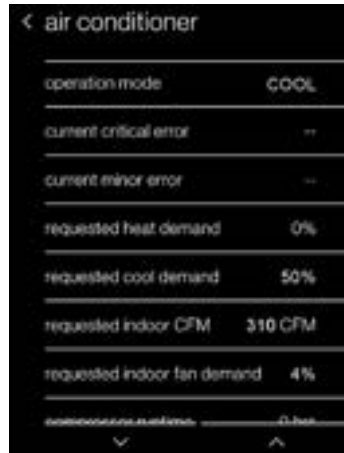 < air conditioner
operation mode COOL
current critical error --
current minor error --
requested heat demand 0%
requested cool demand 50%
requested indoor CFM 310 CFM
requested indoor fan demand 4%